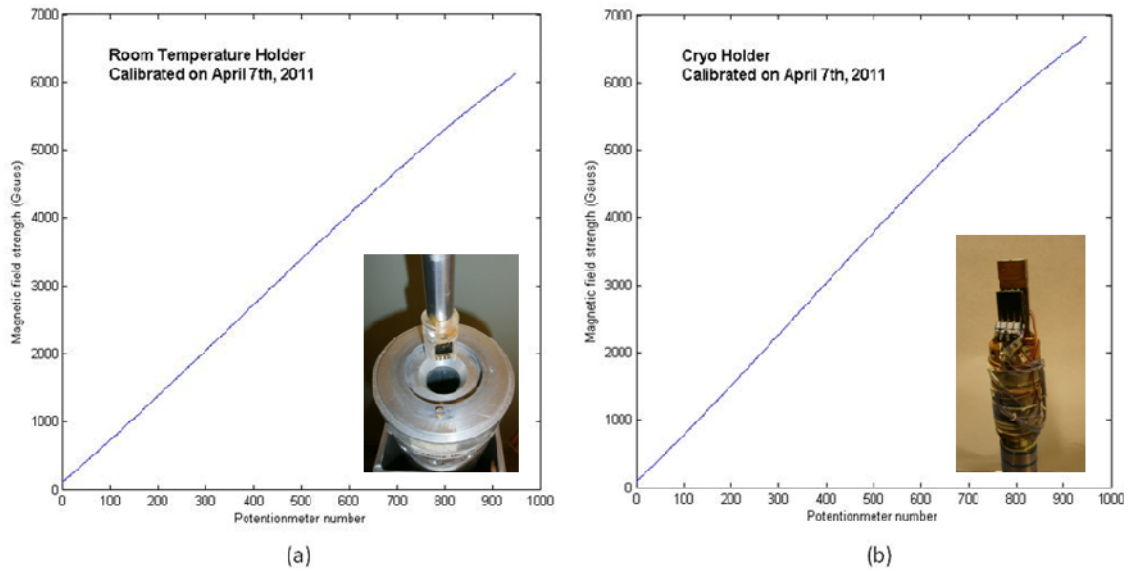 7000
6000
5000
4000
3000
2000
1000
0
Magnetic field strength (Gauss)
Room Temperature Holder
Calibrated on April 7th, 2011
0 100 200 300 400 500 600 700 800 900 1000
Potentionmeter number
(a)
7000
6000
5000
4000
3000
2000
1000
0
Magnetic field strength (Gauss)
Cryo Holder
Calibrated on April 7th, 2011
0 100 200 300 400 500 600 700 800 900 1000
Potentionmeter number
(b)